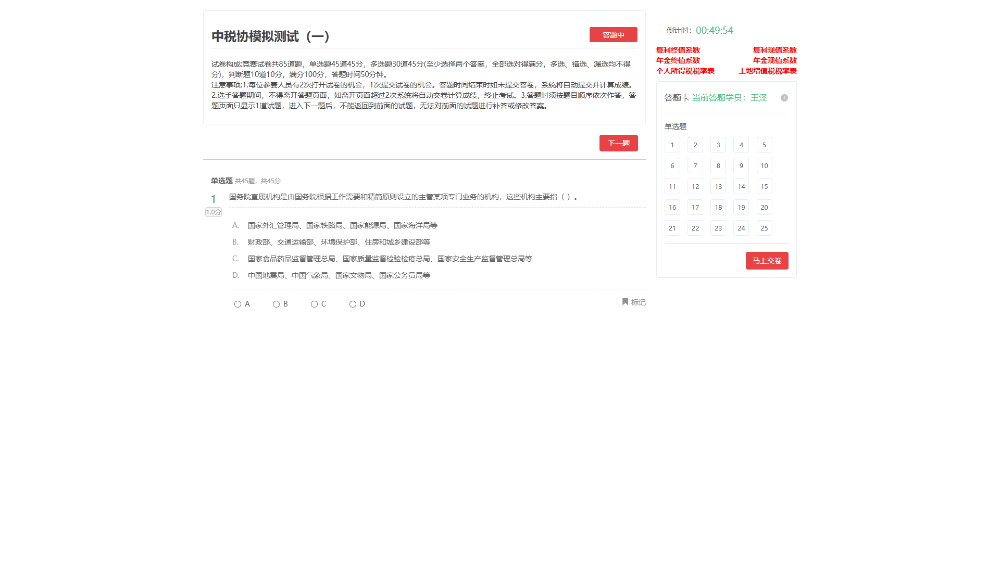 中税协模拟测试（一）
答题中
试卷构成:竞赛试卷共85道题，单选题45道45分，多选题30道45分(至少选择两个答案，全部选对得满分，多选、错选、漏选均不得
分)，判断题10道10分，满分100分，答题时间50分钟。
注意事项:1.每位参赛人员有2次打开试卷的机会，1次提交试卷的机会。答题时间结束时如未提交答卷，系统将自动提交并计算成绩。
2.选手答题期间，不得离开答题页面，如离开页面超过2次系统将自动交卷计算成绩，终止考试。3.答题时须按题目顺序依次作答，答
题页面只显示1道试题，进入下一题后，不能返回到前面的试题，无法对前面的试题进行补答或修改答案。
下一题
单选题 共45题，共45分
1
1.0分
国务院直属机构是由国务院根据工作需要和精简原则设立的主管某项专门业务的机构，这些机构主要指（ ）。
A. 国家外汇管理局、国家铁路局、国家能源局、国家海洋局等
B. 财政部、交通运输部、环境保护部、住房和城乡建设部等
C. 国家食品药品监督管理总局、国家质量监督检验检疫总局、国家安全生产监督管理总局等
D. 中国地震局、中国气象局、国家文物局、国家公务员局等
A B C D
标记
倒计时：00:49:54
复利终值系数 复利现值系数
年金终值系数 年金现值系数
个人所得税税率表 土地增值税税率表
答题卡 当前答题学员：王泽
单选题
1 2 3 4 5
6 7 8 9 10
11 12 13 14 15
16 17 18 19 20
21 22 23 24 25
马上交卷